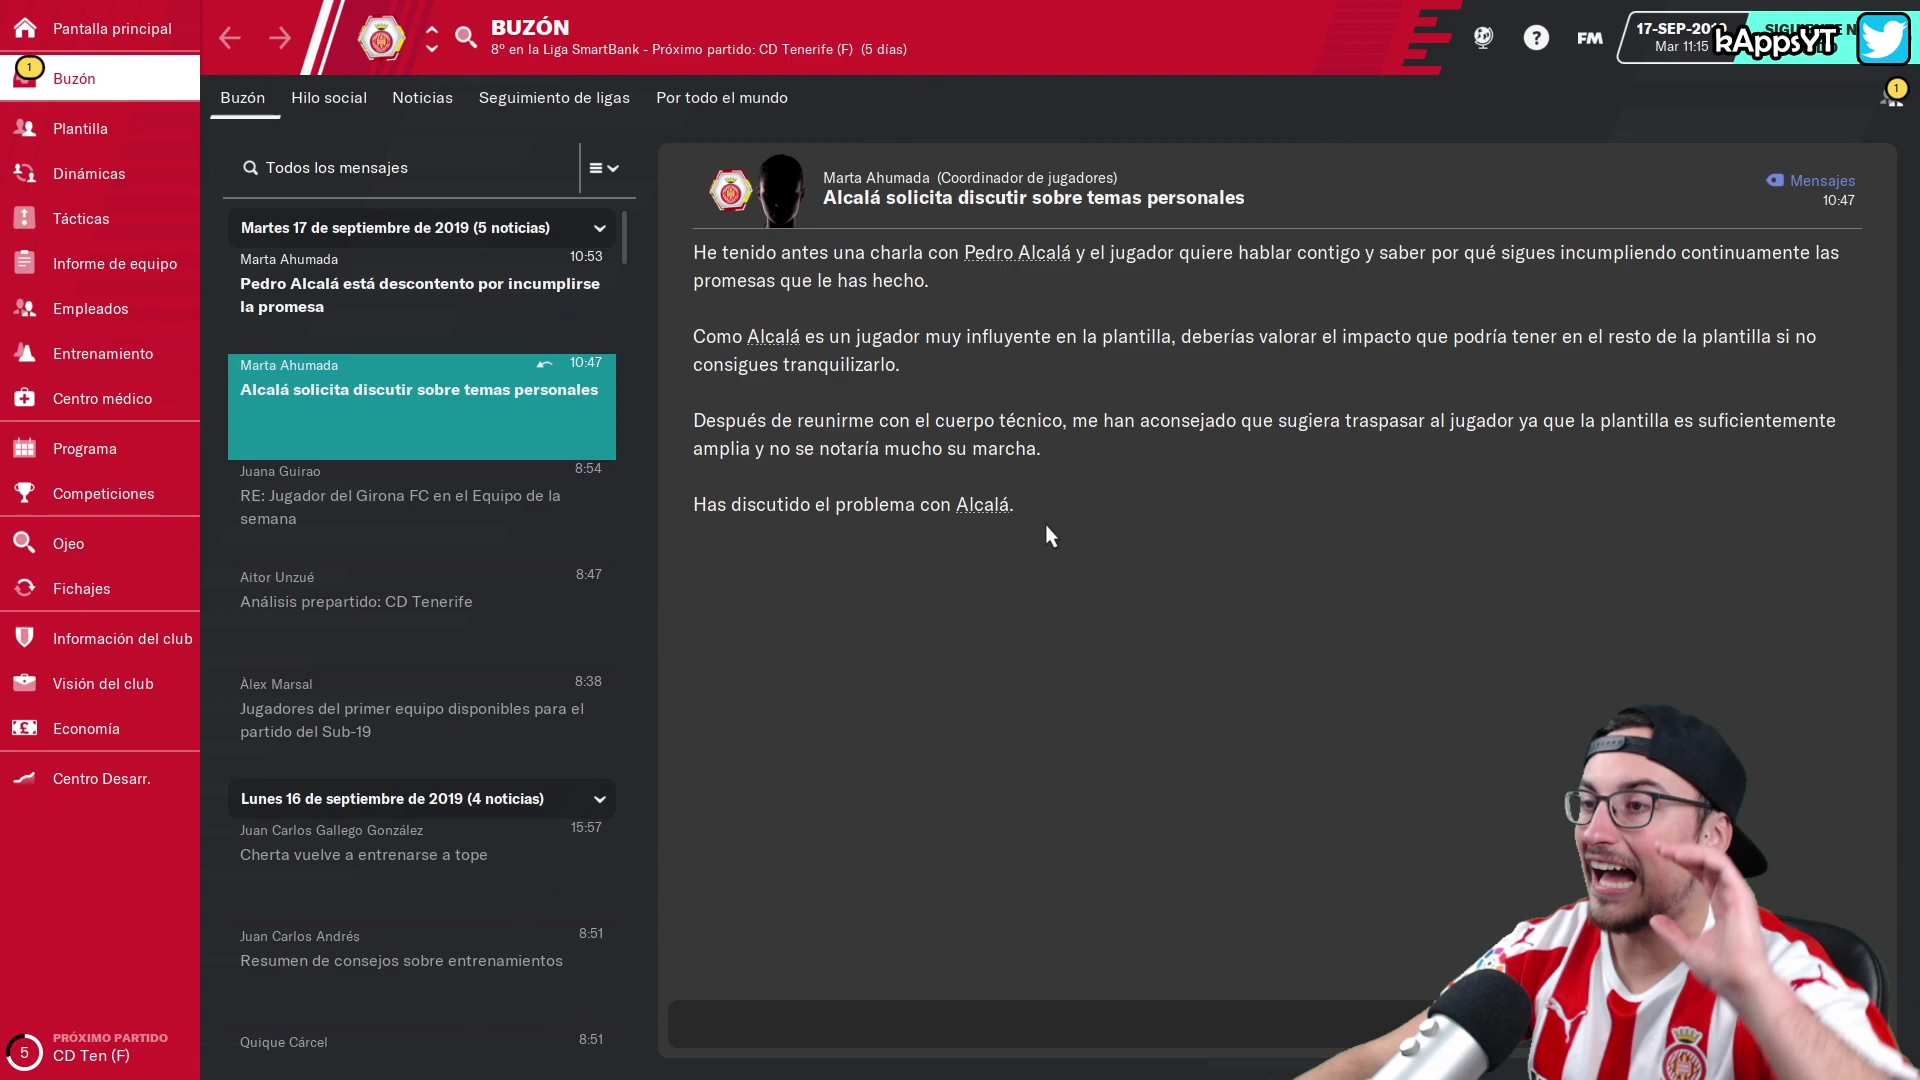 Pantalla principal
1
Buzón
Plantilla
Dinámicas
Tácticas
Informe de equipo
Empleados
Entrenamiento
Centro médico
Programa
Competiciones
Ojeo
Fichajes
Información del club
Visión del club
Economía
Centro Desarr.
PRÓXIMO PARTIDO
5
CD Ten (F)
BUZÓN
8º en la Liga SmartBank - Próximo partido: CD Tenerife (F) (5 días)
?
FM
Mar 11:15
kAppsYT
1
Buzón
Hilo social
Noticias
Seguimiento de ligas
Por todo el mundo
Todos los mensajes
Martes 17 de septiembre de 2019 (5 noticias)
Marta Ahumada
10:53
Pedro Alcalá está descontento por incumplirse
la promesa
Marta Ahumada
10:47
Alcalá solicita discutir sobre temas personales
Juana Guirao
8:54
RE: Jugador del Girona FC en el Equipo de la
semana
Aitor Unzué
8:47
Análisis prepartido: CD Tenerife
Àlex Marsal
8:38
Jugadores del primer equipo disponibles para el
partido del Sub-19
Lunes 16 de septiembre de 2019 (4 noticias)
Juan Carlos Gallego González
15:57
Cherta vuelve a entrenarse a tope
Juan Carlos Andrés
8:51
Resumen de consejos sobre entrenamientos
Quique Cárcel
8:51
Marta Ahumada (Coordinador de jugadores)
Alcalá solicita discutir sobre temas personales
Mensajes
10:47
He tenido antes una charla con Pedro Alcalá y el jugador quiere hablar contigo y saber por qué sigues incumpliendo continuamente las
promesas que le has hecho.
Como Alcalá es un jugador muy influyente en la plantilla, deberías valorar el impacto que podría tener en el resto de la plantilla si no
consigues tranquilizarlo.
Después de reunirme con el cuerpo técnico, me han aconsejado que sugiera traspasar al jugador ya que la plantilla es suficientemente
amplia y no se notaría mucho su marcha.
Has discutido el problema con Alcalá.